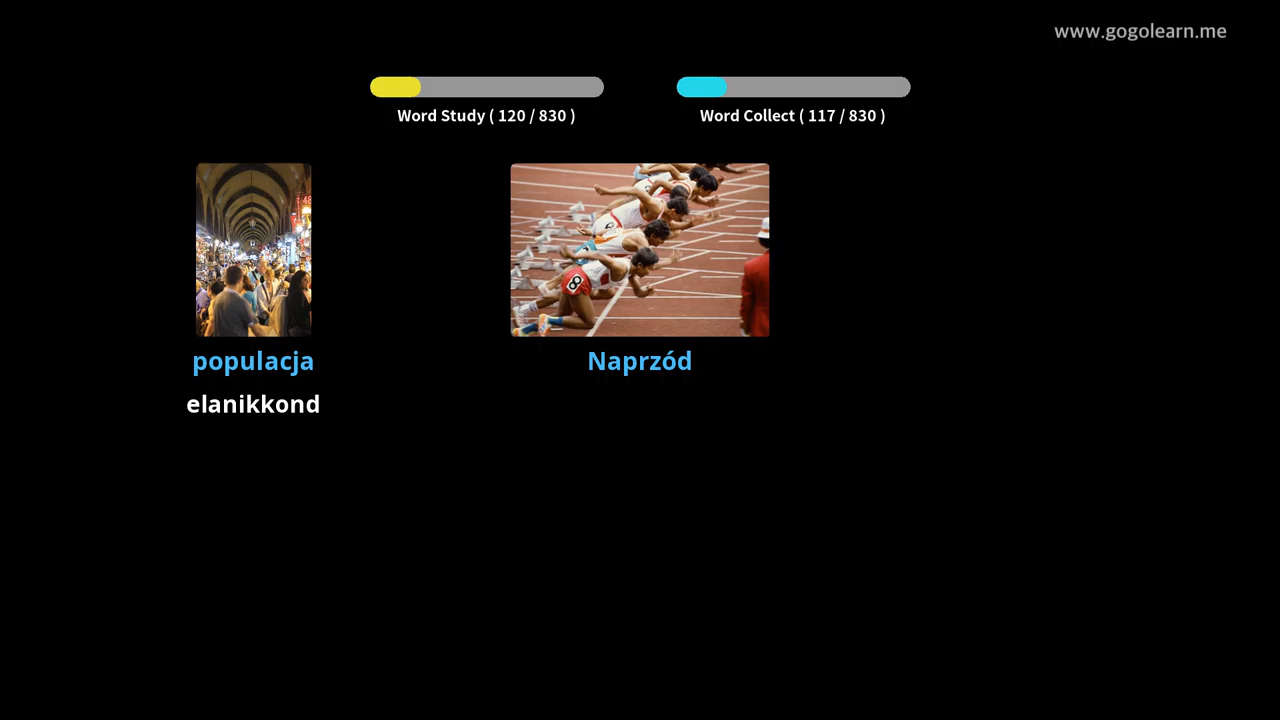 www.gogolearn.me
Word Study ( 120 / 830 )
Word Collect ( 117 / 830 )
populacja
Naprzód
elanikkond